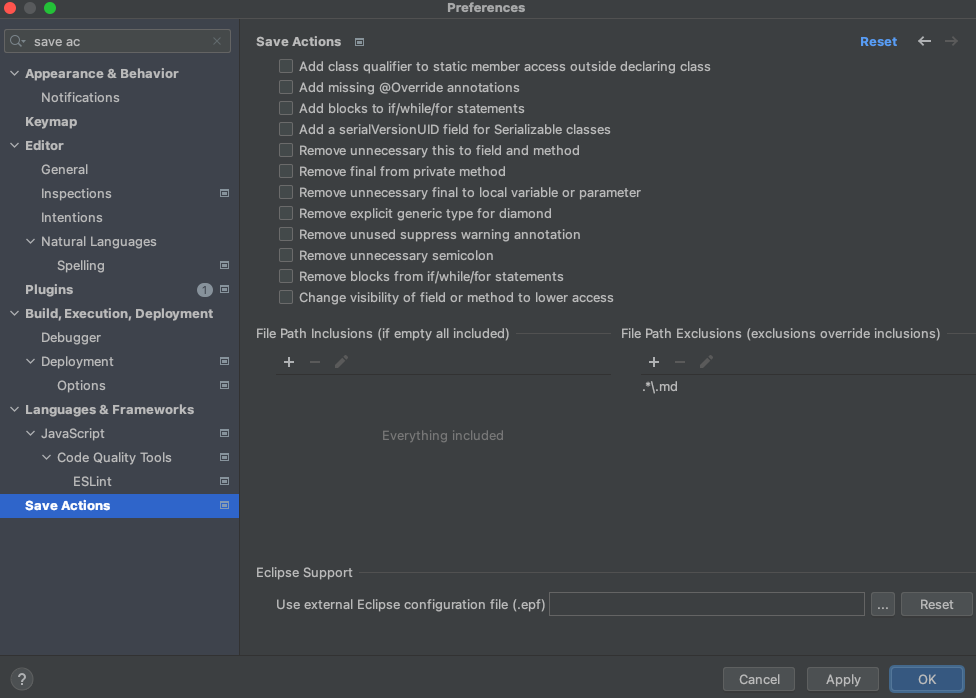 Preferences
save ac
Appearance & Behavior
Notifications
Keymap
Editor
General
Inspections
Intentions
Natural Languages
Spelling
Plugins 1
Build, Execution, Deployment
Debugger
Deployment
Options
Languages & Frameworks
JavaScript
Code Quality Tools
ESLint
Save Actions
Save Actions
Reset
Add class qualifier to static member access outside declaring class
Add missing @Override annotations
Add blocks to if/while/for statements
Add a serialVersionUID field for Serializable classes
Remove unnecessary this to field and method
Remove final from private method
Remove unnecessary final to local variable or parameter
Remove explicit generic type for diamond
Remove unused suppress warning annotation
Remove unnecessary semicolon
Remove blocks from if/while/for statements
Change visibility of field or method to lower access
File Path Inclusions (if empty all included)
Everything included
File Path Exclusions (exclusions override inclusions)
.*\.md
Eclipse Support
Use external Eclipse configuration file (.epf)
...
Reset
?
Cancel
Apply
OK